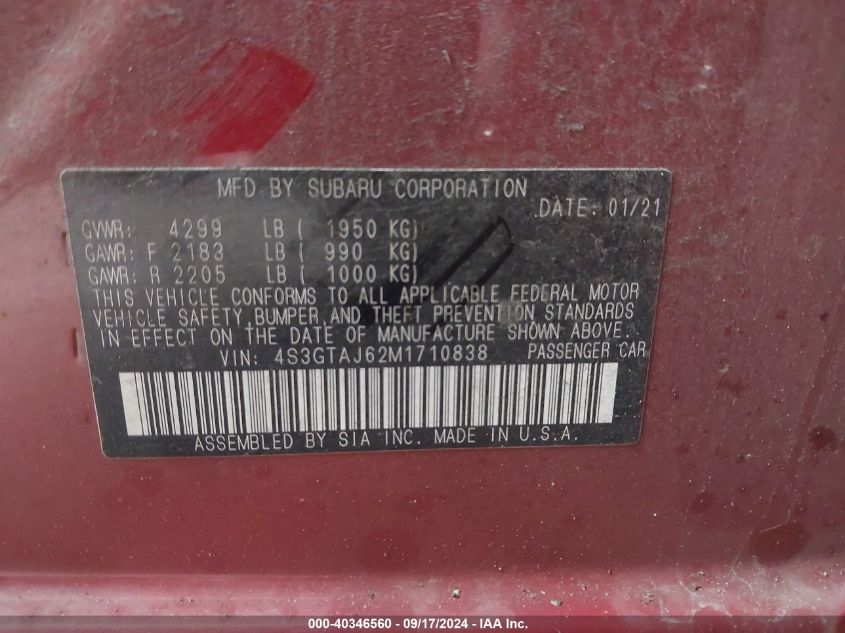 MFD BY SUBARU CORPORATION
DATE: 01/21
GVWR: 4299 LB ( 1950 KG)
GAWR: F 2183 LB ( 990 KG)
GAWR: R 2205 LB ( 1000 KG)
THIS VEHICLE CONFORMS TO ALL APPLICABLE FEDERAL MOTOR
VEHICLE SAFETY, BUMPER, AND THEFT PREVENTION STANDARDS
IN EFFECT ON THE DATE OF MANUFACTURE SHOWN ABOVE.
VIN: 4S3GTAJ62M1710838 PASSENGER CAR
ASSEMBLED BY SIA INC. MADE IN U.S.A.
000-40346560 - 09/17/2024 - IAA, Inc.